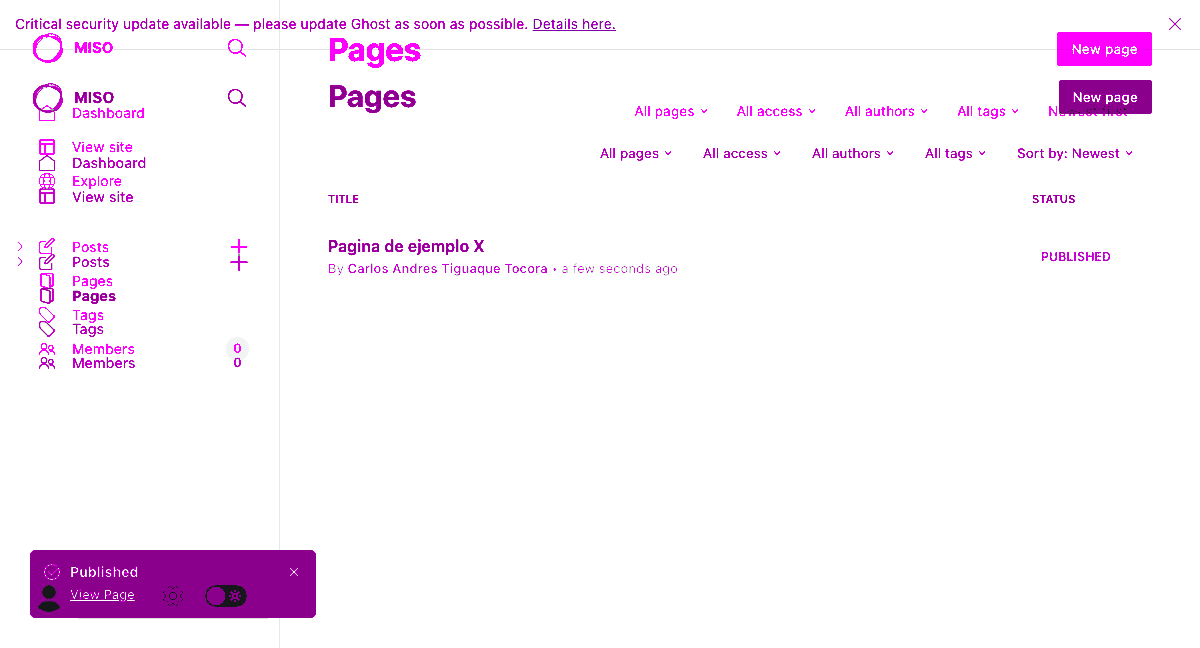 Critical security update available — please update Ghost as soon as possible. Details here.
MISO
Pages
New page
MISO
Pages
New page
Dashboard
All pages
All access
All authors
All tags
Newest first
View site
Dashboard
All pages
All access
All authors
All tags
Sort by: Newest
Explore
View site
TITLE
STATUS
Posts
Pagina de ejemplo X
PUBLISHED
Posts
By Carlos Andres Tiguaque Tocora • a few seconds ago
Pages
Pages
Tags
Tags
Members 0
Members 0
Published
View Page